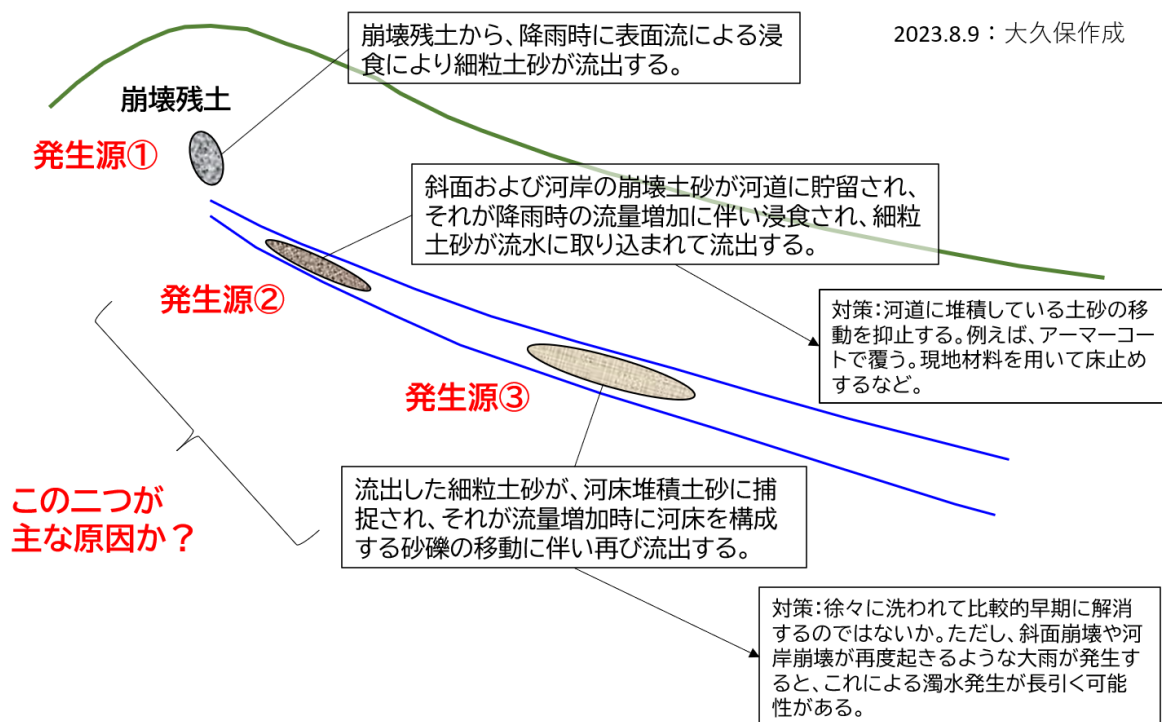 2023.8.9：大久保作成
崩壊残土から、降雨時に表面流による浸
食により細粒土砂が流出する。
崩壊残土
発生源①
斜面および河岸の崩壊土砂が河道に貯留され、
それが降雨時の流量増加に伴い浸食され、細粒
土砂が流水に取り込まれて流出する。
発生源②
対策：河道に堆積している土砂の移
動を抑止する。例えば、アーマーコー
トで覆う。現地材料を用いて床止め
するなど。
発生源③
このニつが
主な原因か？
流出した細粒土砂が、河床堆積土砂に捕
捉され、それが流量増加時に河床を構成
する砂礫の移動に伴い再び流出する。
対策：徐々に洗われて比較的早期に解消
するのではないか。ただし、斜面崩壊や河
岸崩壊が再度起きるような大雨が発生す
ると、これによる濁水発生が長引く可能
性がある。